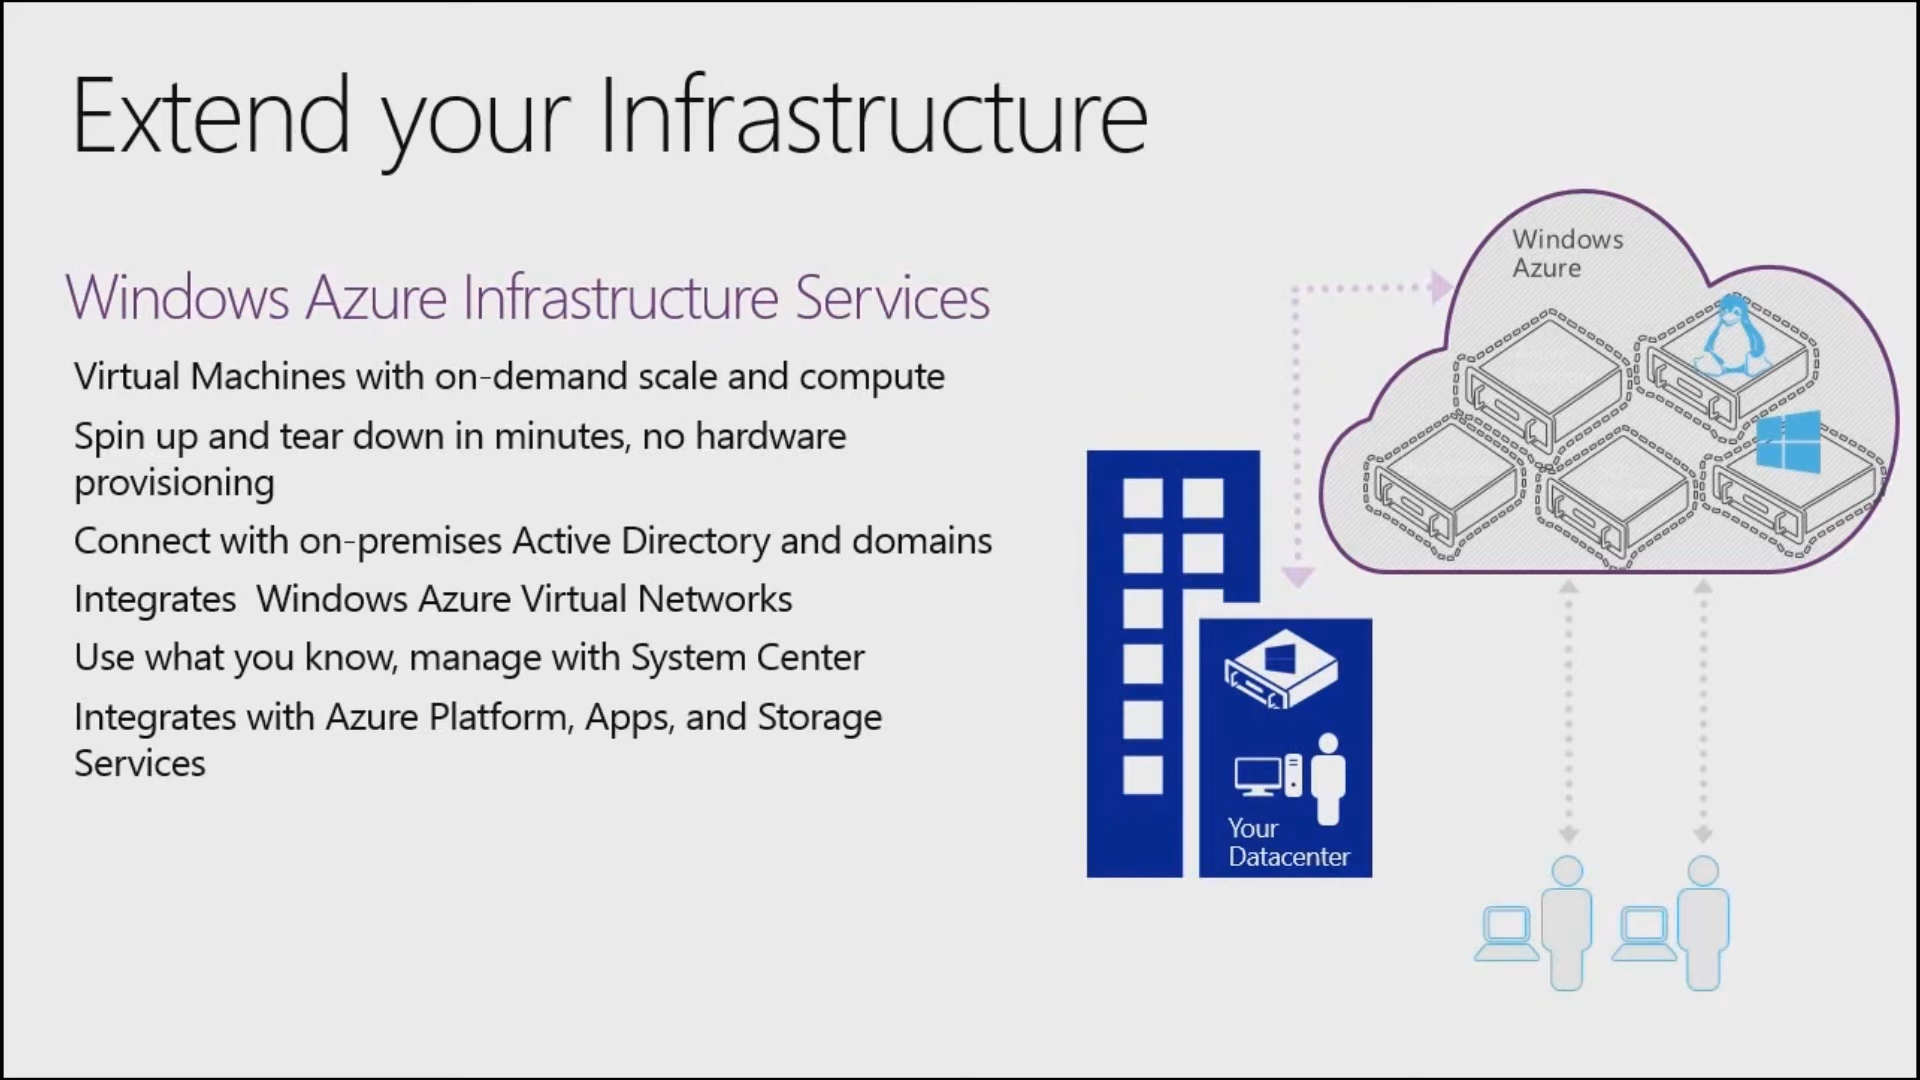 Extend your Infrastructure
Windows Azure Infrastructure Services
Virtual Machines with on-demand scale and compute
Spin up and tear down in minutes, no hardware
provisioning
Connect with on-premises Active Directory and domains
Integrates  Windows Azure Virtual Networks
Use what you know, manage with System Center
Integrates with Azure Platform, Apps, and Storage
Services
Windows
Azure
Your
Datacenter